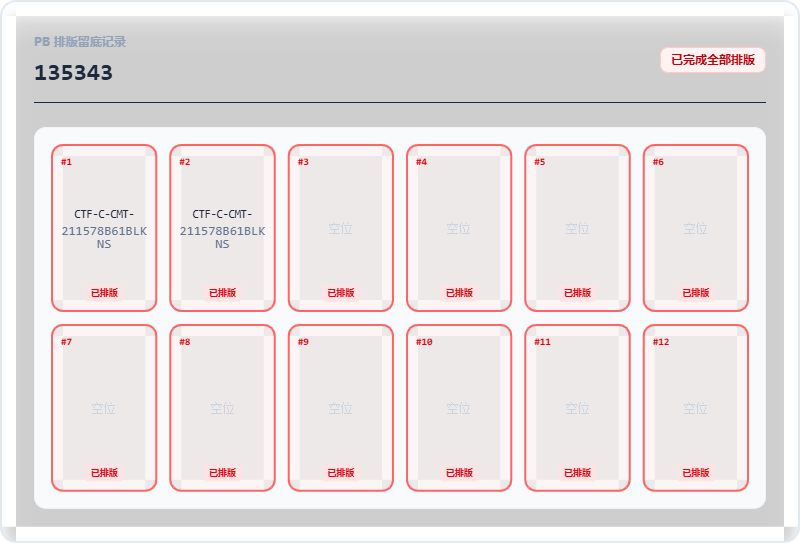 PB 排版留底记录
135343
已完成全部排版
#1
CTF-C-CMT-
211578B61BLK
NS
已排版
#2
CTF-C-CMT-
211578B61BLK
NS
已排版
#3
空位
已排版
#4
空位
已排版
#5
空位
已排版
#6
空位
已排版
#7
空位
已排版
#8
空位
已排版
#9
空位
已排版
#10
空位
已排版
#11
空位
已排版
#12
空位
已排版